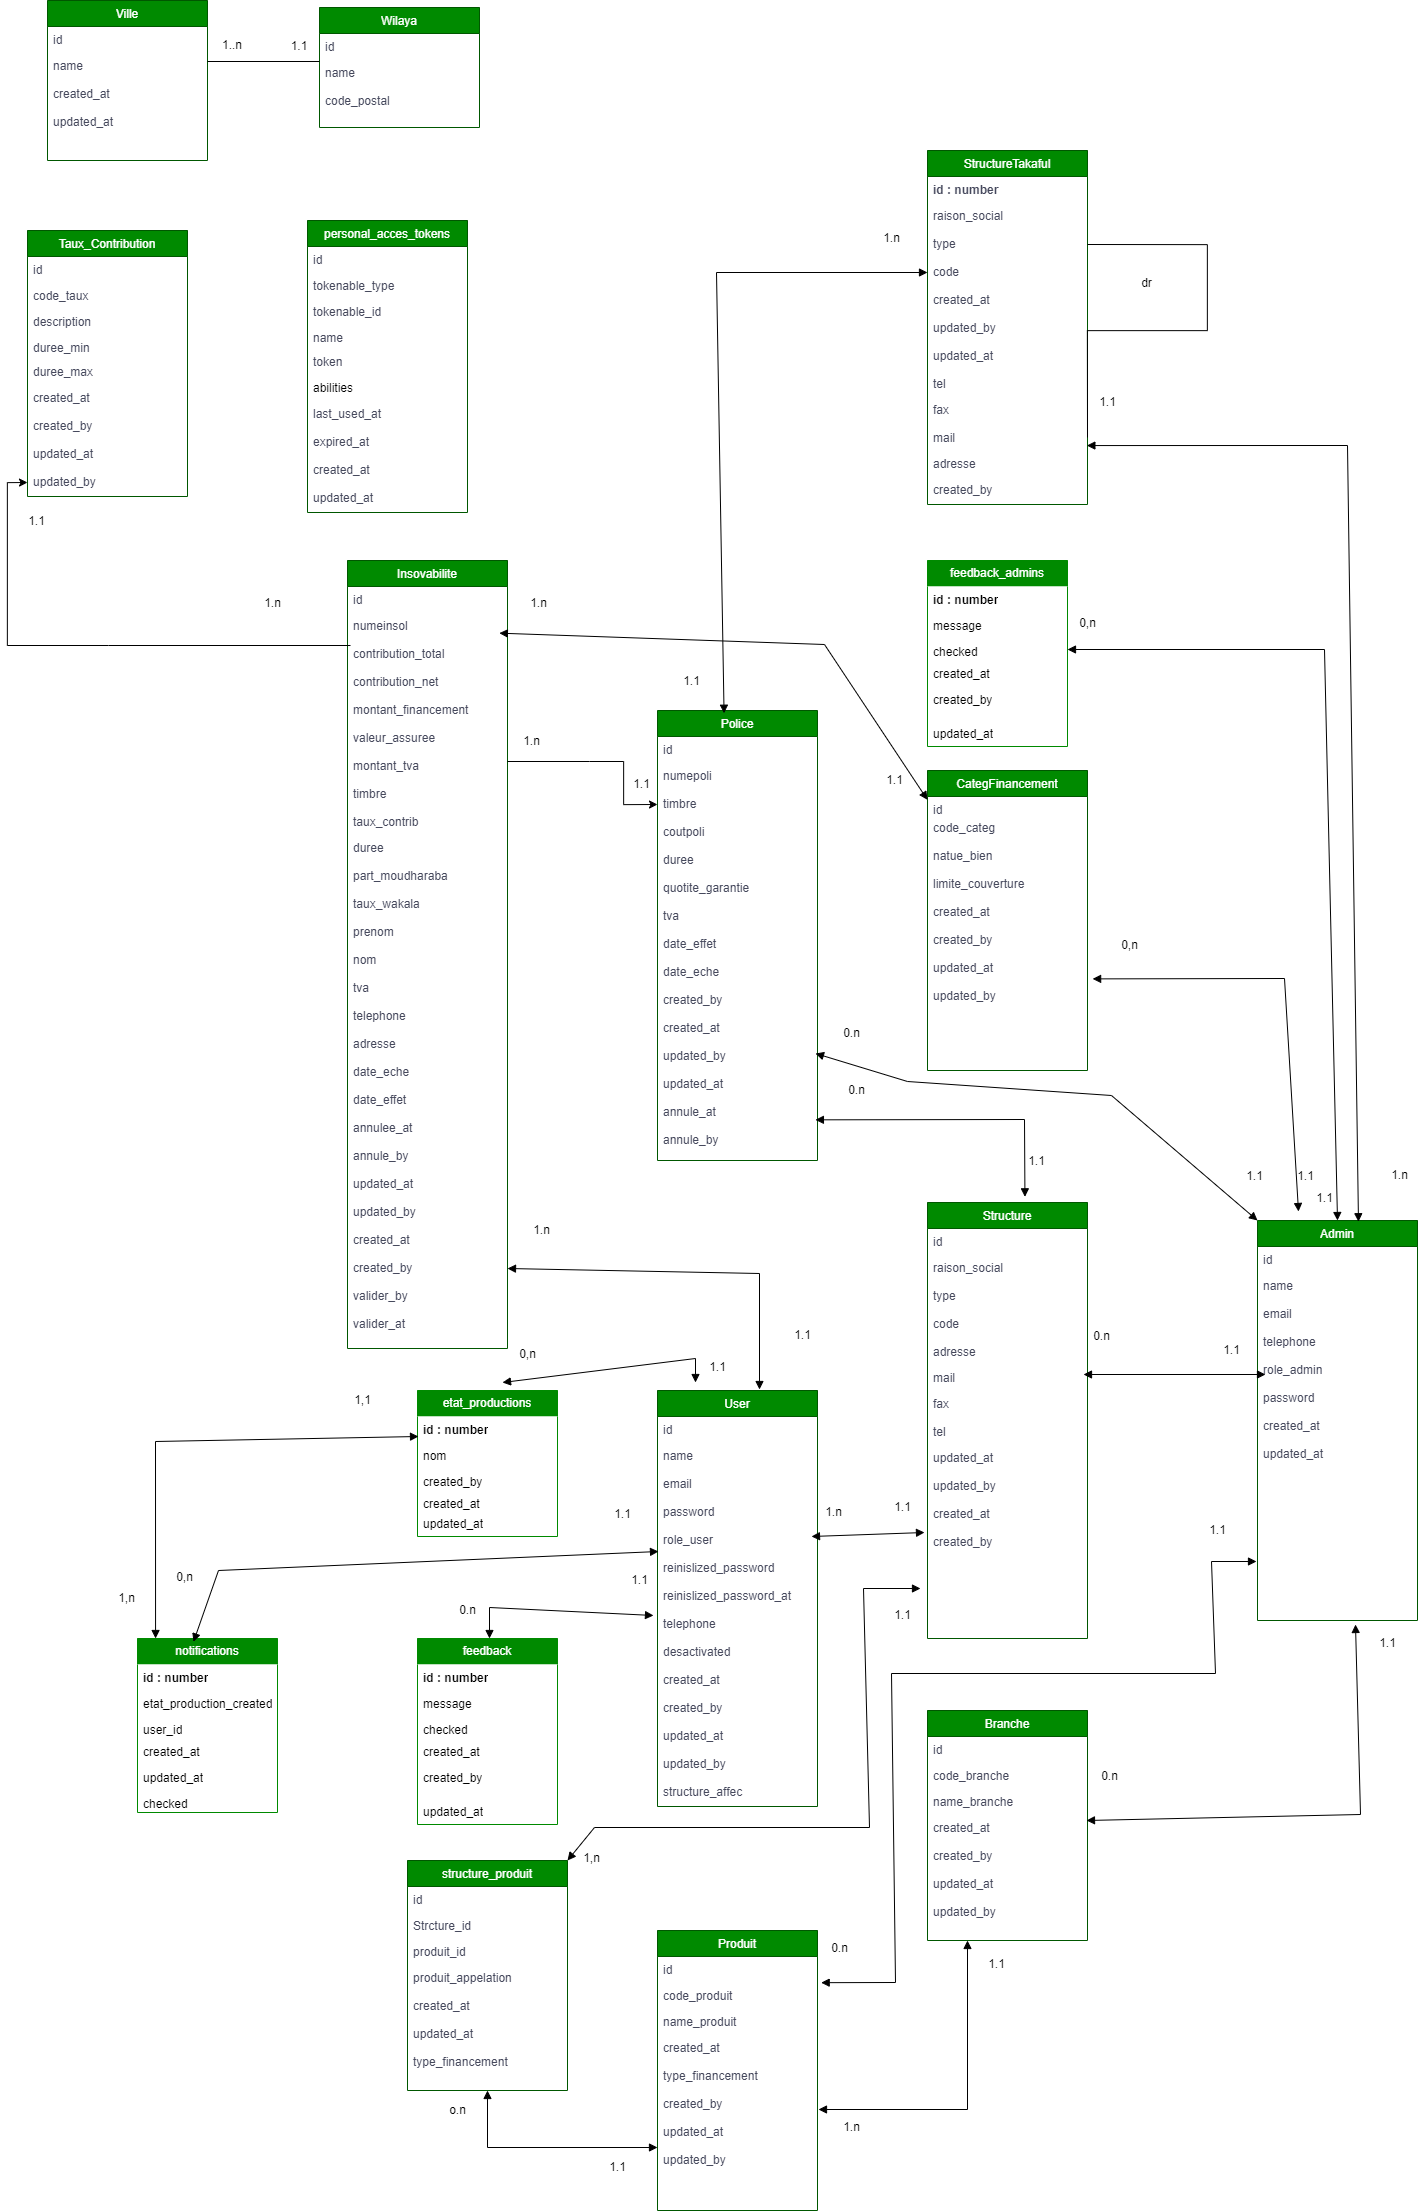 Ville
id
name
created_at
updated_at
1..n
1.1
Wilaya
id
name
code_postal
Taux_Contribution
id
code_taux
description
duree_min
duree_max
created_at
created_by
updated_at
updated_by
1.1
personal_acces_tokens
id
tokenable_type
tokenable_id
name
token
abilities
last_used_at
expired_at
created_at
updated_at
StructureTakaful
id : number
raison_social
type
code
created_at
updated_by
updated_at
tel
fax
mail
adresse
created_by
1.n
dr
1.1
Insovabilite
id
numeinsol
contribution_total
contribution_net
montant_financement
valeur_assuree
montant_tva
timbre
taux_contrib
duree
part_moudharaba
taux_wakala
prenom
nom
tva
telephone
adresse
date_eche
date_effet
annulee_at
annule_by
updated_at
updated_by
created_at
created_by
valider_by
valider_at
1.n
1.n
1.n
1.1
1.1
Police
id
numepoli
timbre
coutpoli
duree
quotite_garantie
tva
date_effet
date_eche
created_by
created_at
updated_by
updated_at
annule_at
annule_by
feedback_admins
id : number
message
checked
created_at
created_by
updated_at
0,n
1.1
CategFinancement
id
code_categ
natue_bien
limite_couverture
created_at
created_by
updated_at
updated_by
0,n
0.n
0.n
1.1
1.1
1.1
1.1
1.n
Structure
id
raison_social
type
code
adresse
mail
fax
tel
updated_at
updated_by
created_at
created_by
0.n
1.1
Admin
id
name
email
telephone
role_admin
password
created_at
updated_at
1.n
1.1
0,n
1.1
1,1
etat_productions
id : number
nom
created_by
created_at
updated_at
User
id
name
email
password
role_user
reinislized_password
reinislized_password_at
telephone
desactivated
created_at
created_by
updated_at
updated_by
structure_affec
1.1
1.n
1.1
1.1
0,n
1.1
1,n
0.n
1.1
notifications
id : number
etat_production_created
user_id
created_at
updated_at
checked
feedback
id : number
message
checked
created_at
created_by
updated_at
1.1
Branche
id
code_branche
name_branche
created_at
created_by
updated_at
updated_by
0.n
1,n
structure_produit
id
Strcture_id
produit_id
produit_appelation
created_at
updated_at
type_financement
Produit
id
code_produit
name_produit
created_at
type_financement
created_by
updated_at
updated_by
0.n
1.1
o.n
1.n
1.1